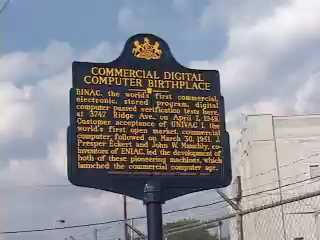 COMMERCIAL DIGITAL
COMPUTER BIRTHPLACE
BINAC, the world's first commercial,
electronic, stored program, digital
computer passed verification tests here,
at 3747 Ridge Ave., on April 2, 1949.
Customer acceptance of UNIVAC 1, the
world's first open market, commercial
computer, followed on March 30, 1951. J.
Presper Eckert and John W. Mauchly, co-
inventors of ENIAC, led the development of
both of these pioneering machines, which
launched the commercial computer age.